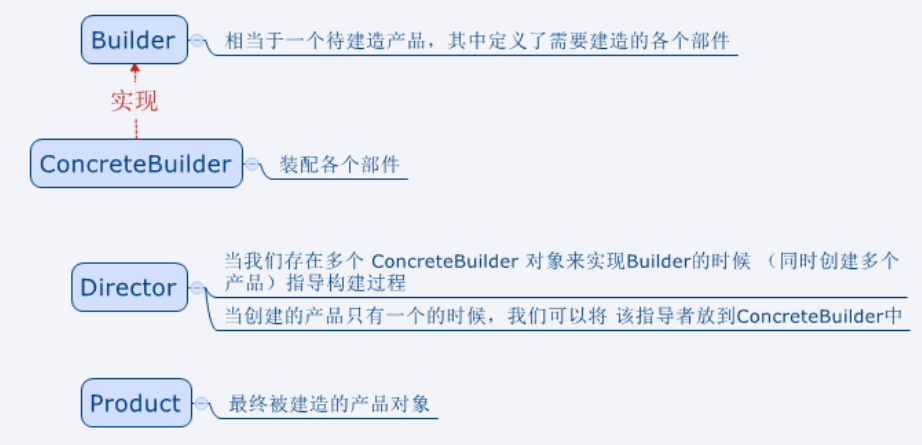 Builder
相当于一个待建造产品，其中定义了需要建造的各个部件
实现
ConcreteBuilder
装配各个部件
Director
当我们存在多个 ConcreteBuilder 对象来实现Builder的时候 （同时创建多个
产品）指导构建过程
当创建的产品只有一个的时候，我们可以将 该指导者放到ConcreteBuilder中
Product
最终被建造的产品对象